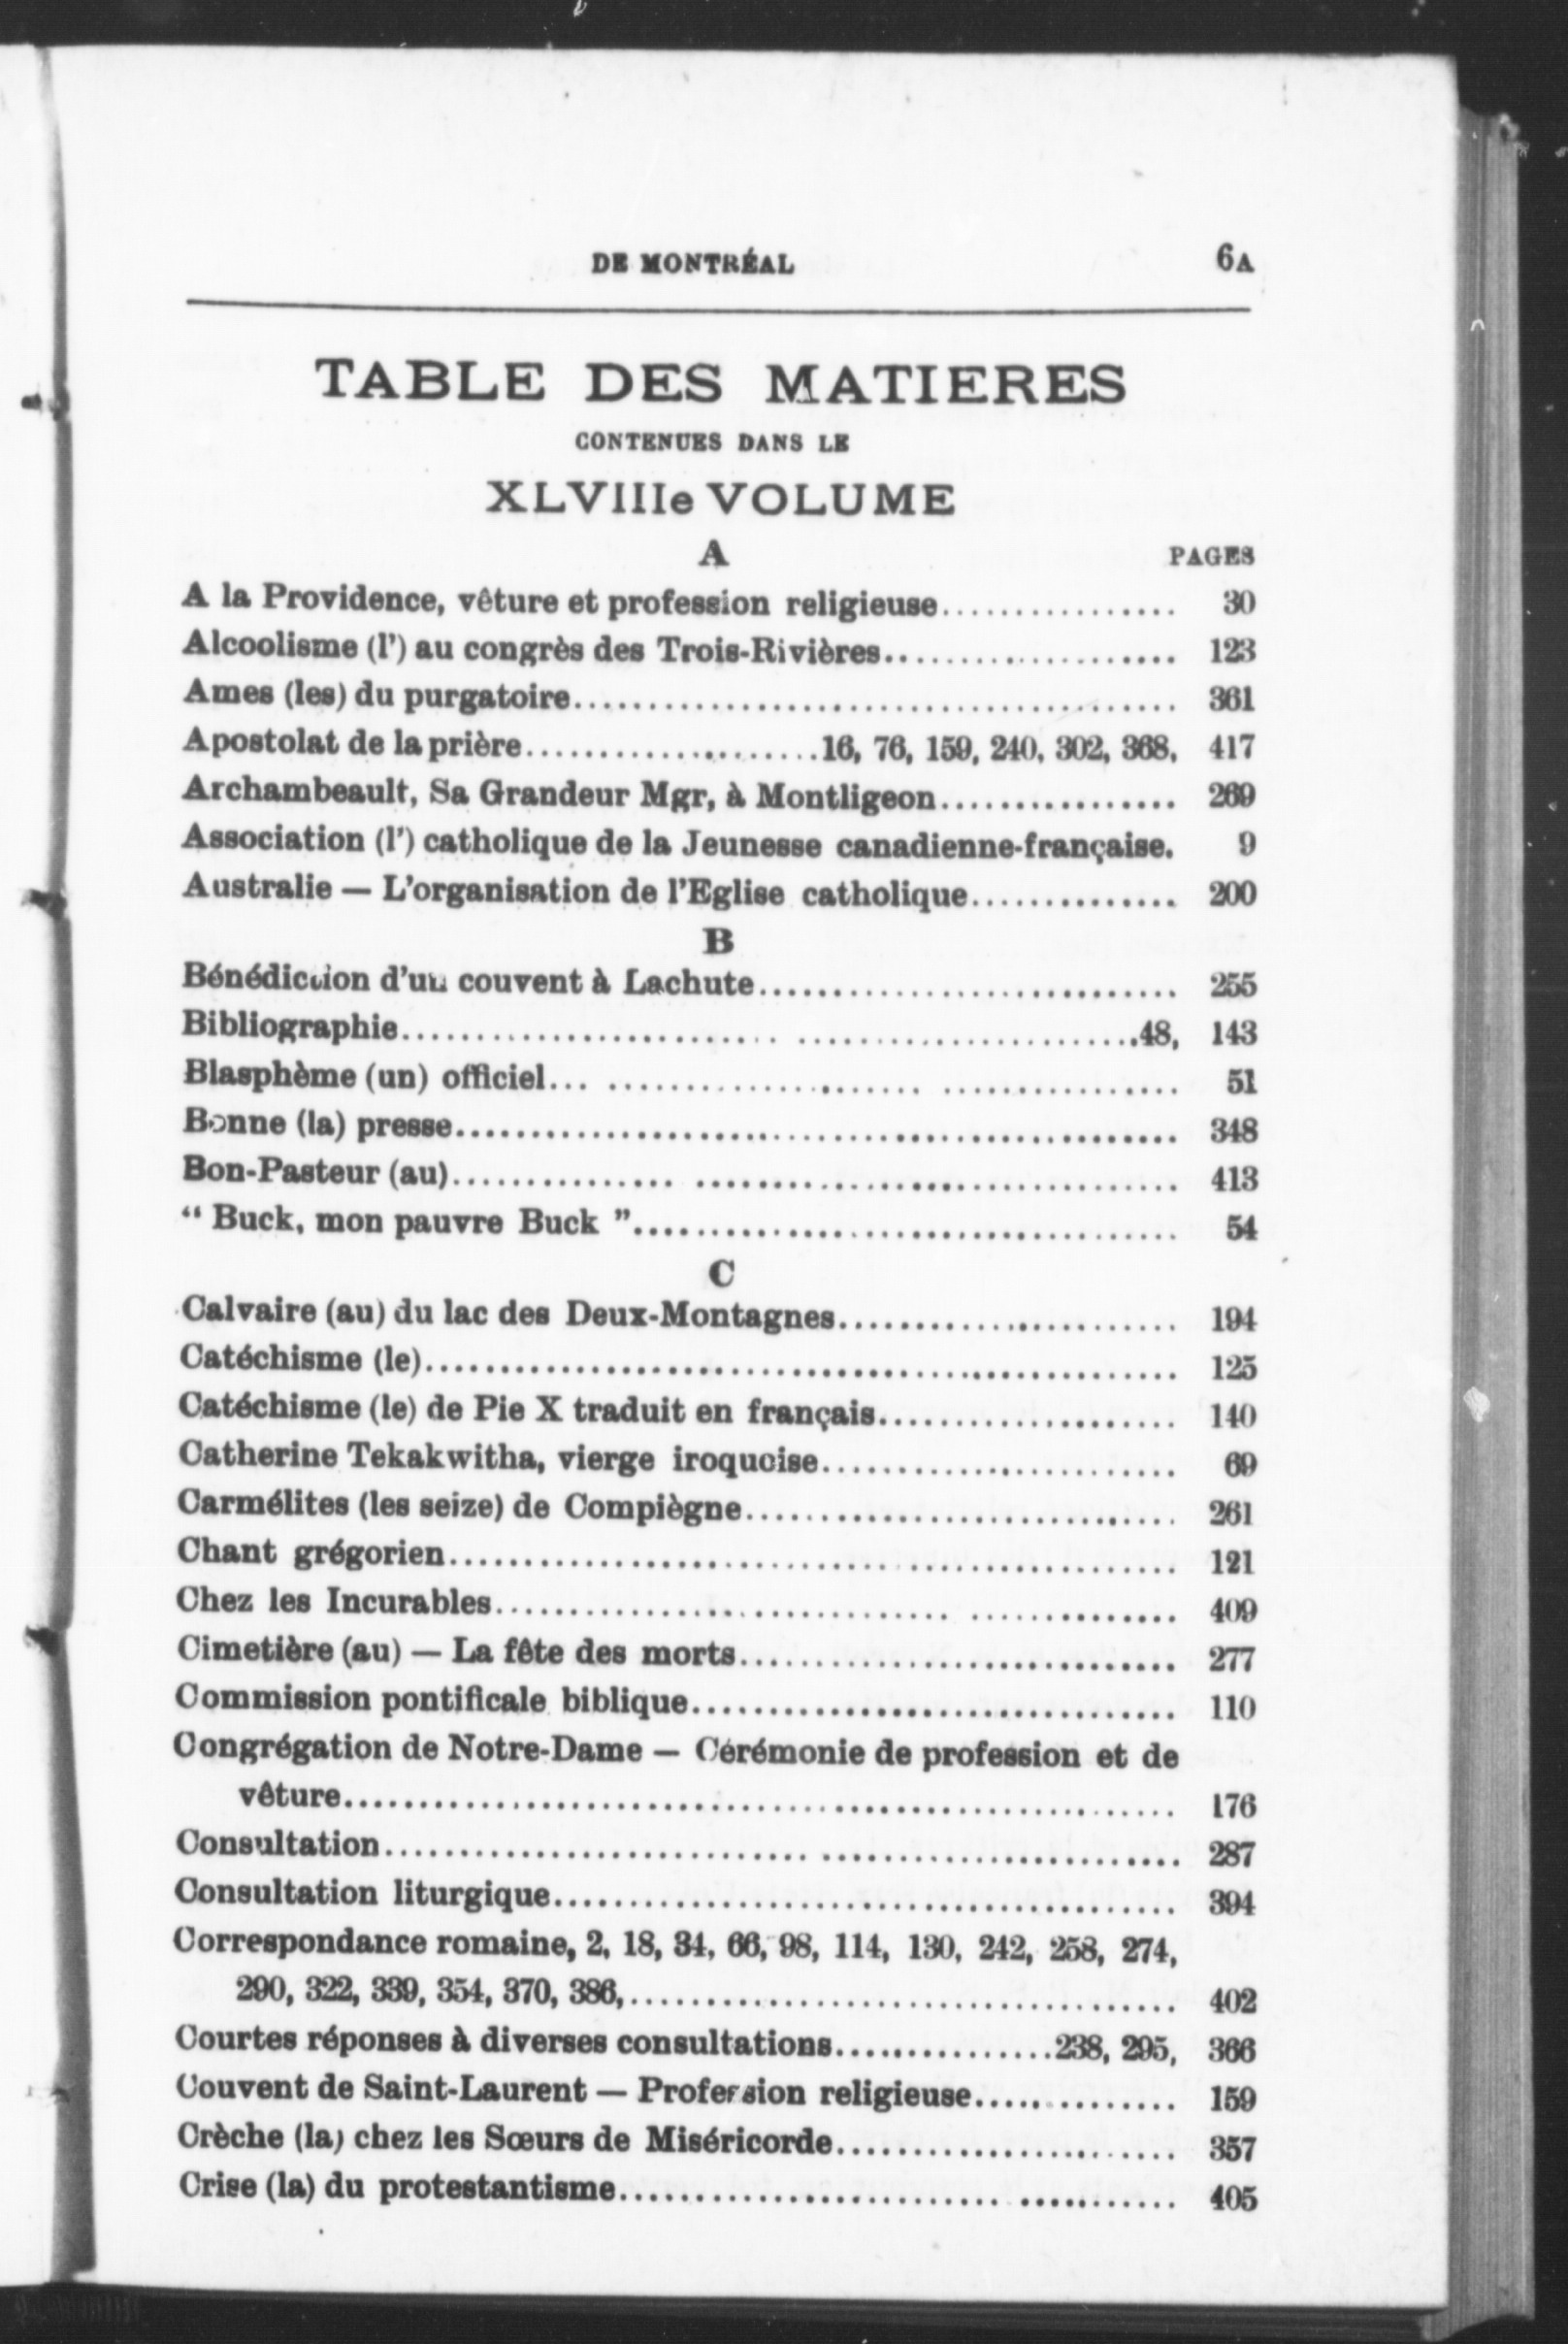 DE MONTRÉAL 6A
TABLE DES MATIERES
CONTENUES DANS LE
XLVIIIe VOLUME
A PAGES
A la Providence, vêture et profession religieuse................. 30
Alcoolisme (l') au congrès des Trois-Rivières.................... 123
Ames (les) du purgatoire......................................... 361
Apostolat de la prière....................16, 76, 159, 240, 302, 368, 417
Archambeault, Sa Grandeur Mgr, à Montligeon................ 269
Association (l') catholique de la Jeunesse canadienne-française. 9
Australie — L'organisation de l'Eglise catholique.............. 200
B
Bénédiction d'un couvent à Lachute............................. 255
Bibliographie.................................................48, 143
Blasphème (un) officiel.......................................... 51
Bonne (la) presse................................................ 348
Bon-Pasteur (au)................................................ 413
“ Buck, mon pauvre Buck ”..................................... 54
C
Calvaire (au) du lac des Deux-Montagnes....................... 194
Catéchisme (le).................................................. 125
Catéchisme (le) de Pie X traduit en français.................... 140
Catherine Tekakwitha, vierge iroquoise........................ 69
Carmélites (les seize) de Compiègne............................. 261
Chant grégorien................................................. 121
Chez les Incurables.............................................. 409
Cimetière (au) — La fête des morts.............................. 277
Commission pontificale biblique................................. 110
Congrégation de Notre-Dame — Cérémonie de profession et de
vêture........................................................ 176
Consultation..................................................... 287
Consultation liturgique.......................................... 394
Correspondance romaine, 2, 18, 34, 66, 98, 114, 130, 242, 258, 274,
290, 322, 339, 354, 370, 386,..................................... 402
Courtes réponses à diverses consultations...............238, 295, 366
Couvent de Saint-Laurent — Profession religieuse.............. 159
Crèche (la) chez les Sœurs de Miséricorde....................... 357
Crise (la) du protestantisme..................................... 405